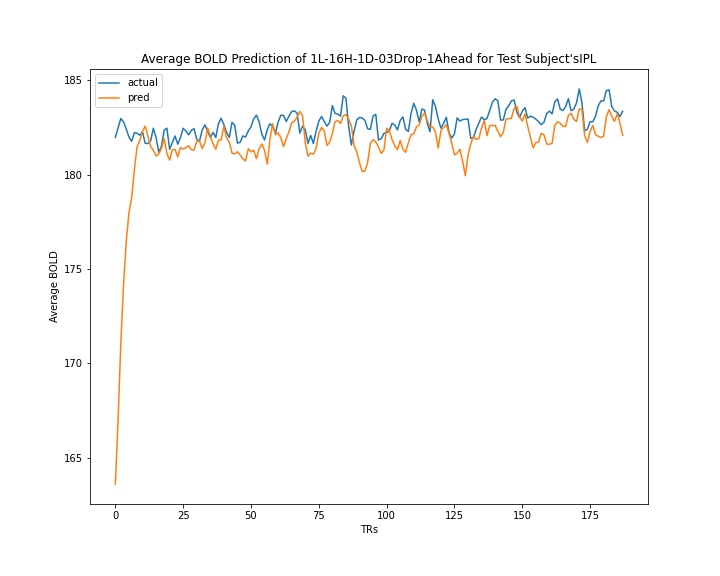 Average BOLD Prediction of 1L-16H-1D-03Drop-1Ahead for Test Subject'sIPL
actual
pred
185
180
175
170
165
Average BOLD
0 25 50 75 100 125 150 175
TRs